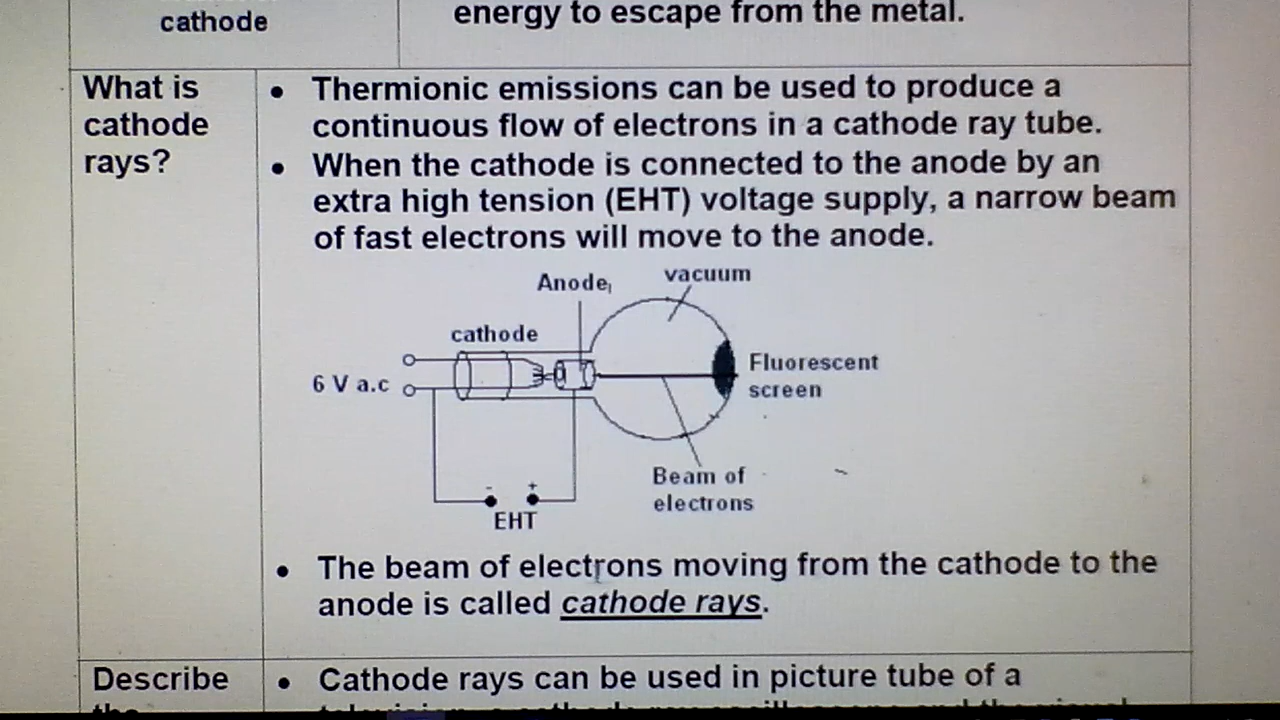 cathode
energy to escape from the metal.
What is
cathode
rays?
• Thermionic emissions can be used to produce a
continuous flow of electrons in a cathode ray tube.
• When the cathode is connected to the anode by an
extra high tension (EHT) voltage supply, a narrow beam
of fast electrons will move to the anode.
Anode
vacuum
cathode
6 V a.c
Fluorescent
screen
Beam of
electrons
- +
EHT
• The beam of electrons moving from the cathode to the
anode is called cathode rays.
Describe
• Cathode rays can be used in picture tube of a